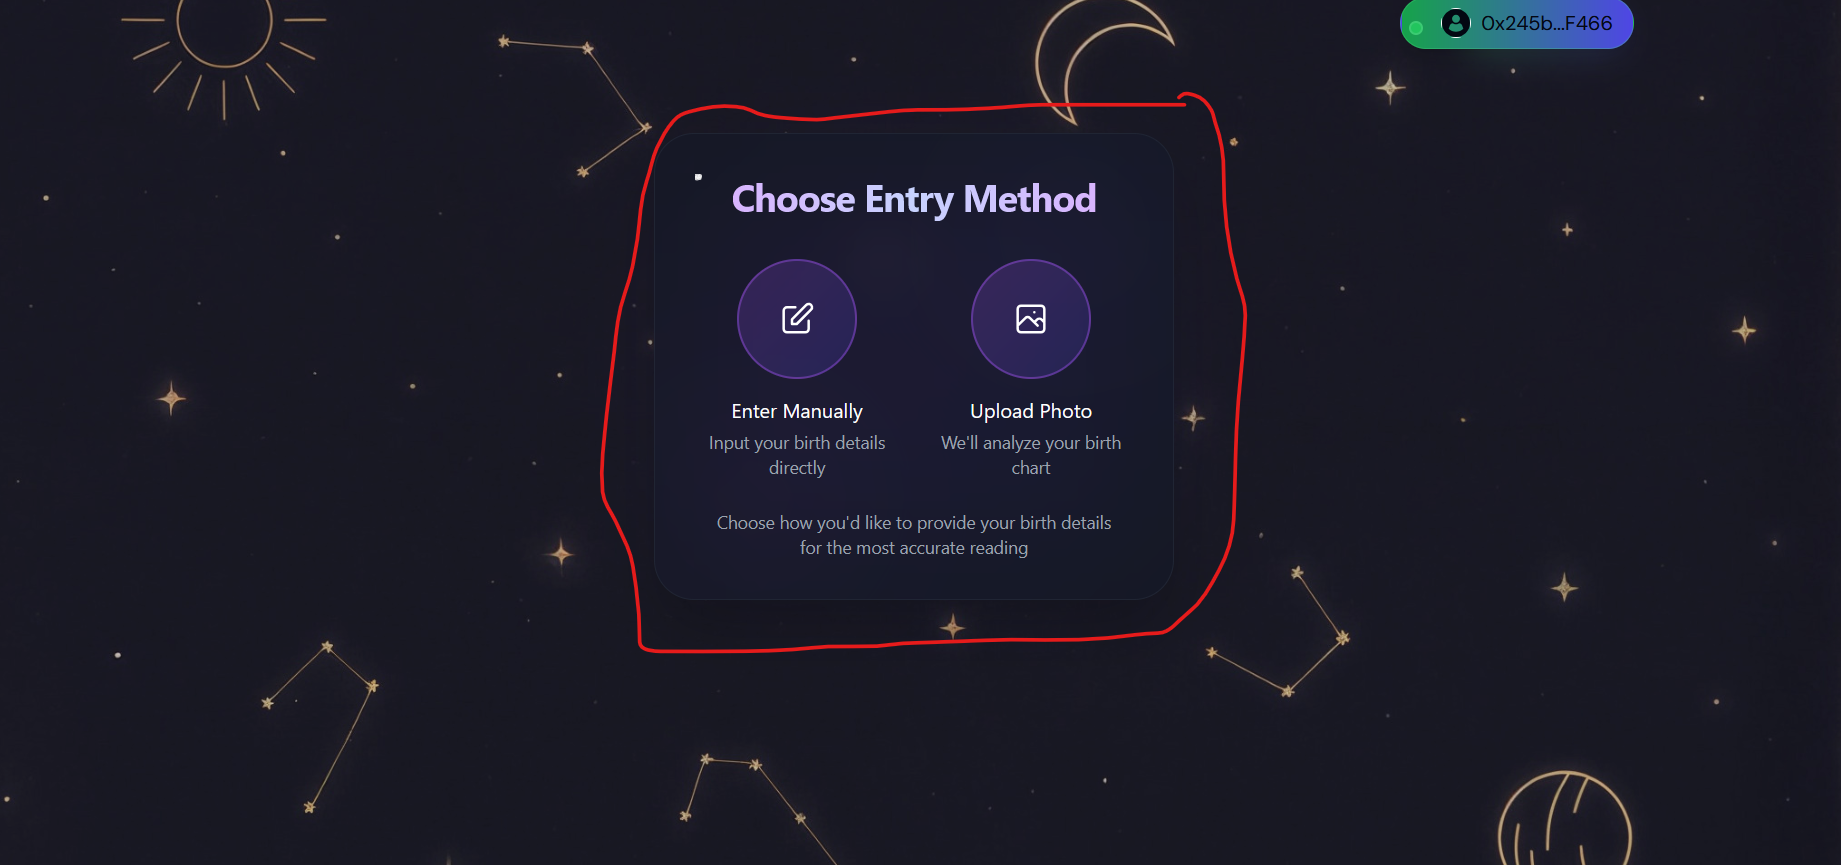 0x245b...F466
Choose Entry Method
Enter Manually
Input your birth details
directly
Upload Photo
We'll analyze your birth
chart
Choose how you'd like to provide your birth details
for the most accurate reading